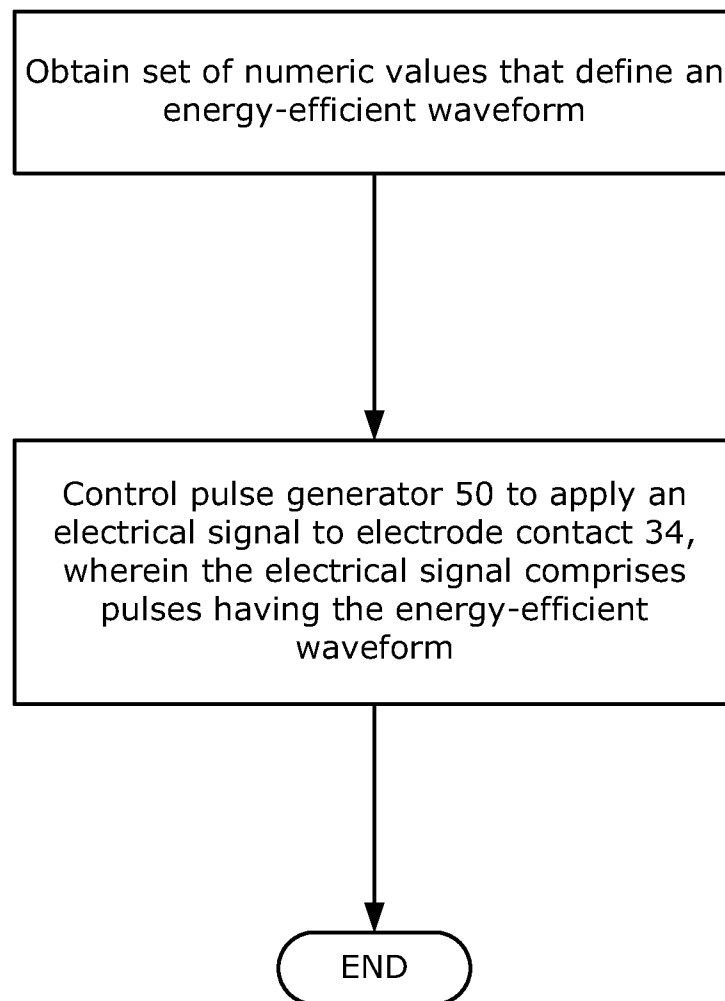 Obtain set of numeric values that define an
energy-efficient waveform
Control pulse generator 50 to apply an
electrical signal to electrode contact 34,
wherein the electrical signal comprises
pulses having the energy-efficient
waveform
END